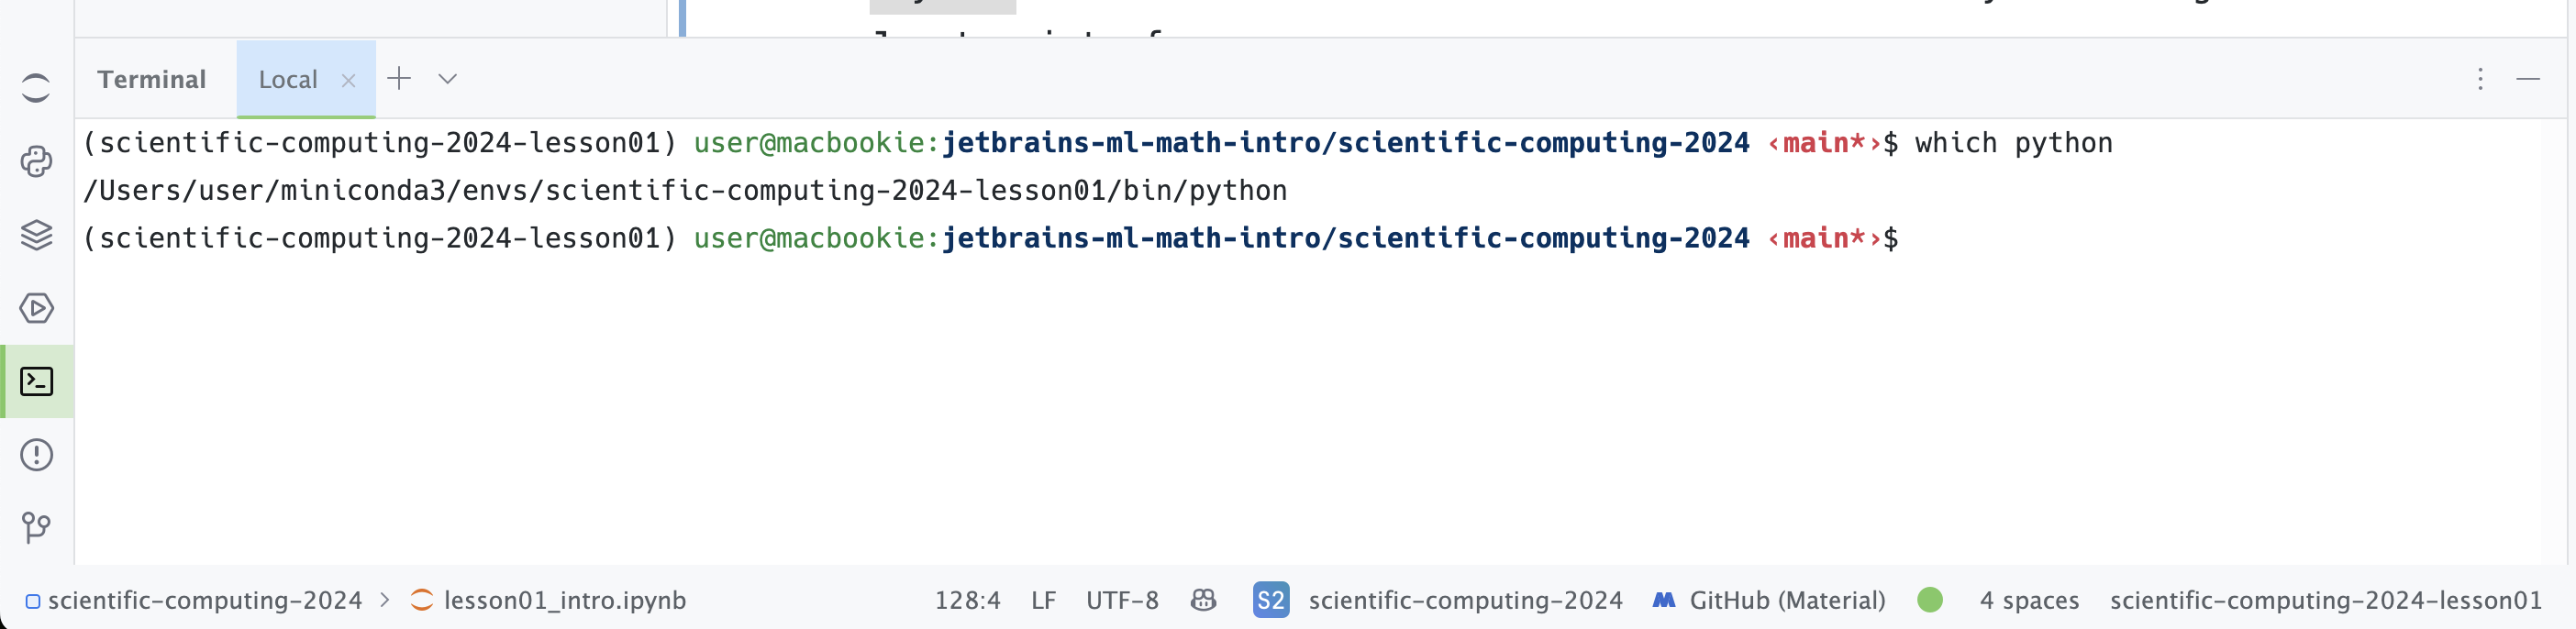 Terminal Local
(scientific-computing-2024-lesson01) user@macbookie:jetbrains-ml-math-intro/scientific-computing-2024 ‹main*›$ which python
/Users/user/miniconda3/envs/scientific-computing-2024-lesson01/bin/python
(scientific-computing-2024-lesson01) user@macbookie:jetbrains-ml-math-intro/scientific-computing-2024 ‹main*›$
scientific-computing-2024 > lesson01_intro.ipynb 128:4 LF UTF-8 S2 scientific-computing-2024 GitHub (Material) 4 spaces scientific-computing-2024-lesson01